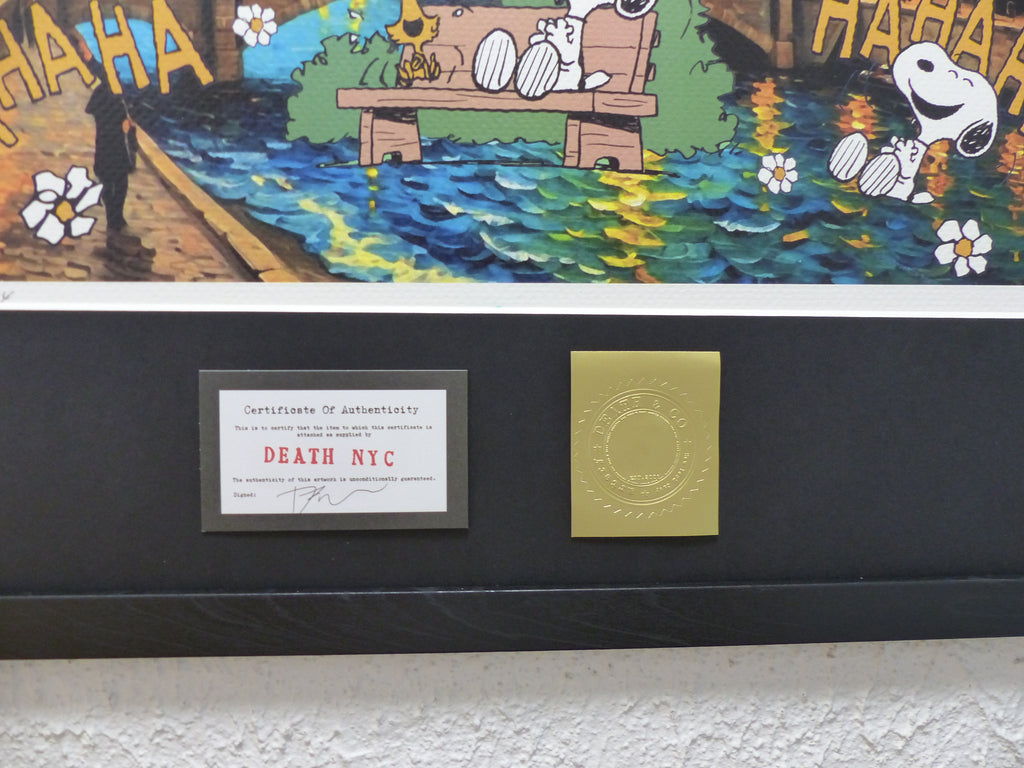 HAHA
HAHAHA
Certificate Of Authenticity
This is to certify that the item to which this certificate is
attached as supplied by
DEATH NYC
The authenticity of this artwork is unconditionally guaranteed.
Signed:
& CO